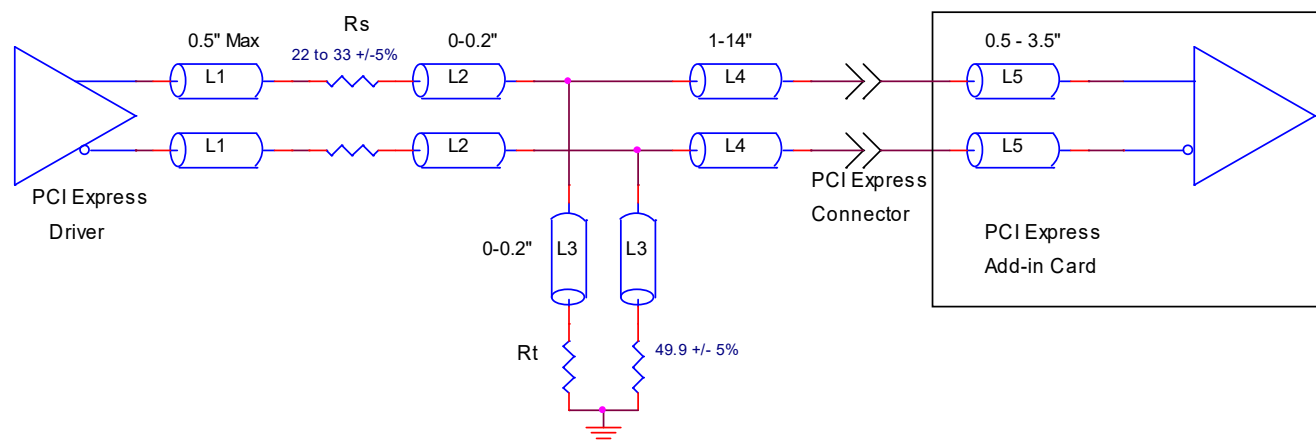 Rs
0.5" Max
22 to 33 +/-5%
0-0.2"
1-14"
0.5 - 3.5"
L1
L2
L4
L5
L1
L2
L4
L5
PCI Express
Driver
PCI Express
Connector
0-0.2"
L3
L3
PCI Express
Add-in Card
Rt
49.9 +/- 5%